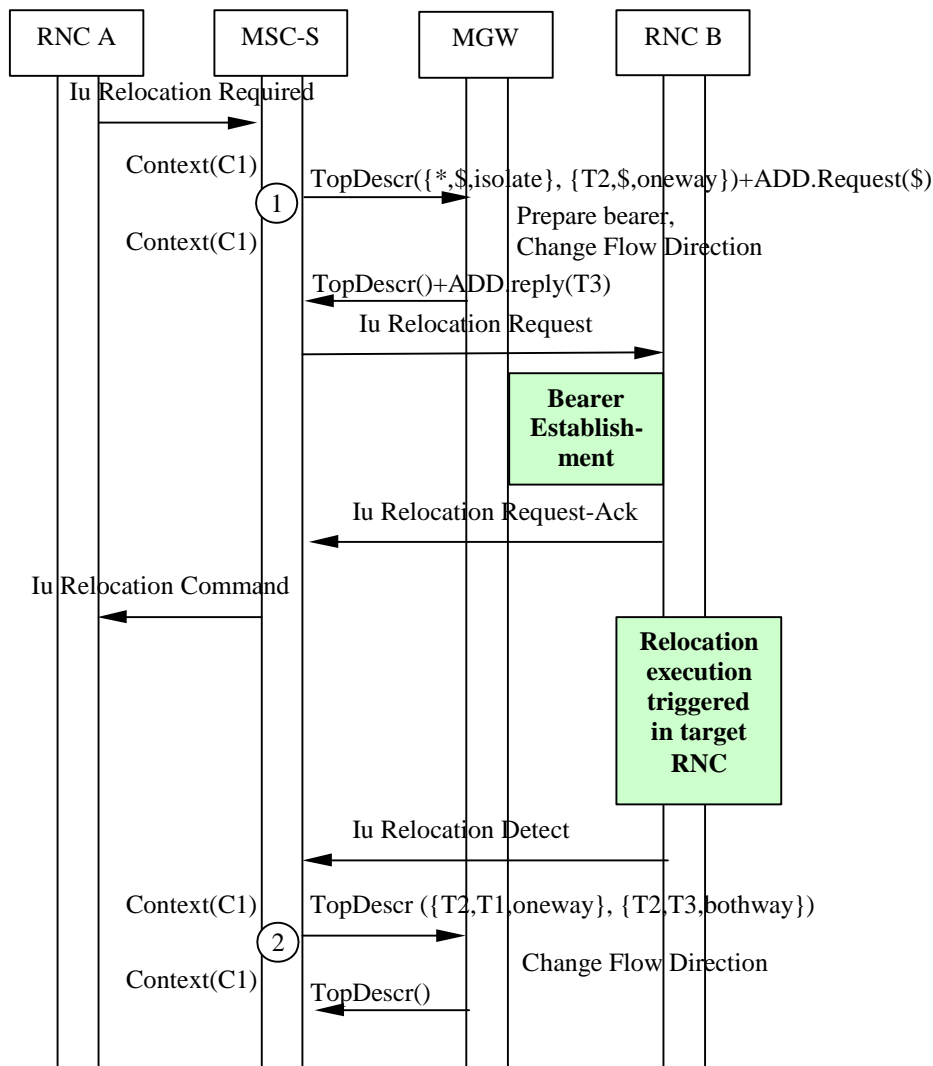 RNC A
MSC-S
MGW
RNC B
Iu Relocation Required
Context(C1)
TopDescr({*,$,isolate}, {T2,$,oneway})+ADD.Request($)
1
Prepare bearer,
Change Flow Direction
Context(C1)
TopDescr()+ADD.reply(T3)
Iu Relocation Request
Bearer
Establish-
ment
Iu Relocation Request-Ack
Iu Relocation Command
Relocation
execution
triggered
in target
RNC
Iu Relocation Detect
Context(C1)
TopDescr ({T2,T1,oneway}, {T2,T3,bothway})
2
Change Flow Direction
Context(C1)
TopDescr()